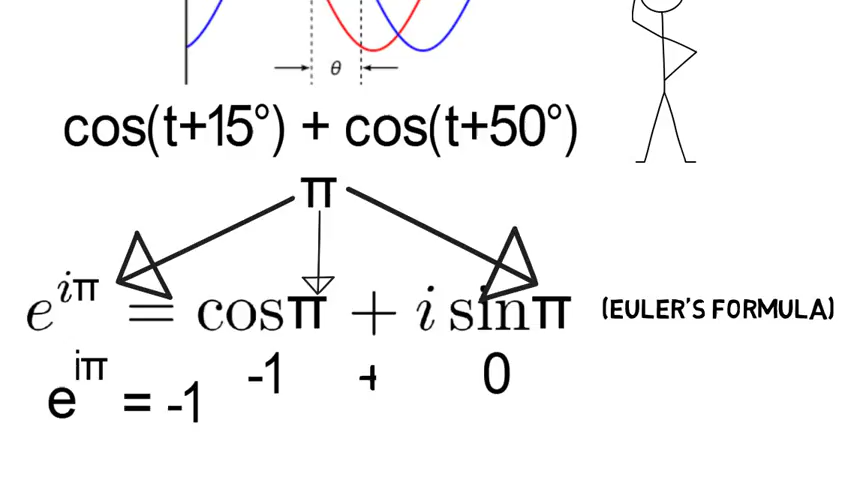 θ
cos(t+15°) + cos(t+50°)
π
e^{iπ} = cosπ + i sinπ (EULER'S FORMULA)
-1 + 0
e^{iπ} = -1